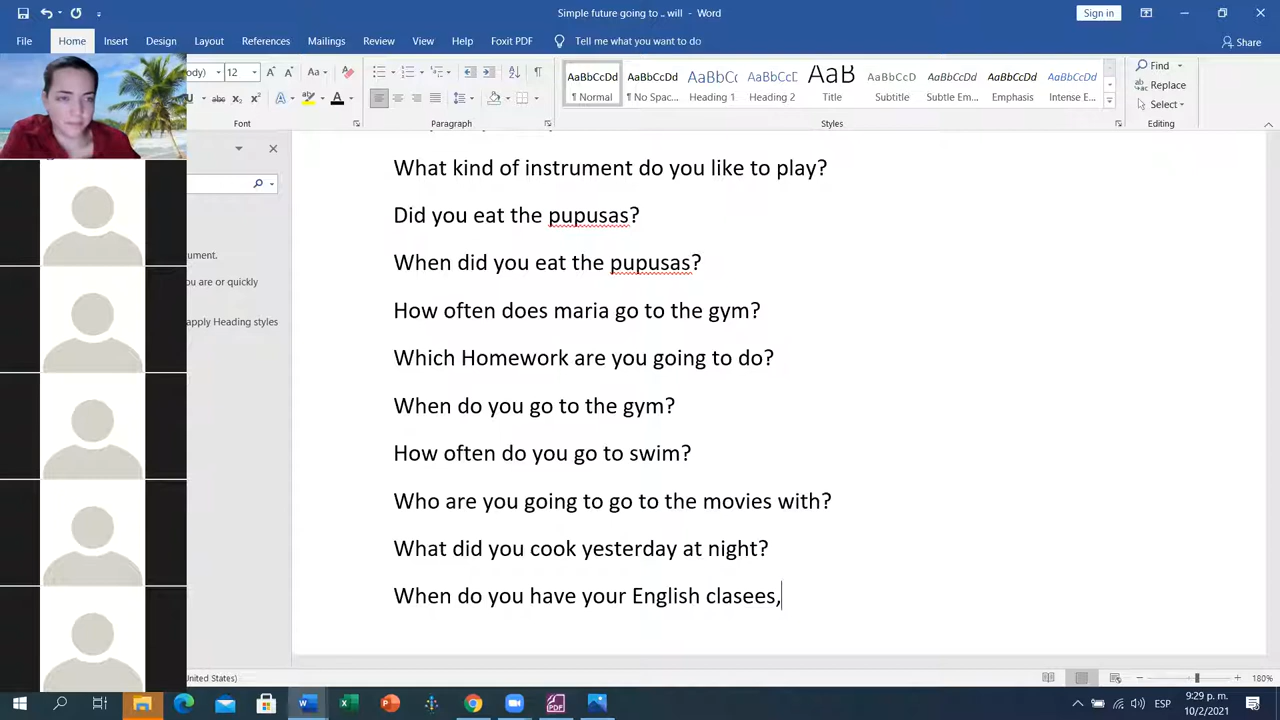 Simple future going to .. will - Word
Sign in
File Home Insert Design Layout References Mailings Review View Help Foxit PDF Tell me what you want to do Share
ody) 12 A A Aa
AaBbCcDd AaBbCcDd AaBbC( AaBbCcE AaB AaBbCcD AaBbCcDd AaBbCcDd AaBbCcDd
¶ Normal ¶ No Spac... Heading 1 Heading 2 Title Subtitle Subtle Em... Emphasis Intense E...
Find
Replace
Select
Font Paragraph Styles Editing
ument.
ou are or quickly
apply Heading styles
What kind of instrument do you like to play?
Did you eat the pupusas?
When did you eat the pupusas?
How often does maria go to the gym?
Which Homework are you going to do?
When do you go to the gym?
How often do you go to swim?
Who are you going to go to the movies with?
What did you cook yesterday at night?
When do you have your English clasees,
Jnited States)
180%
9:29 p. m.
10/2/2021